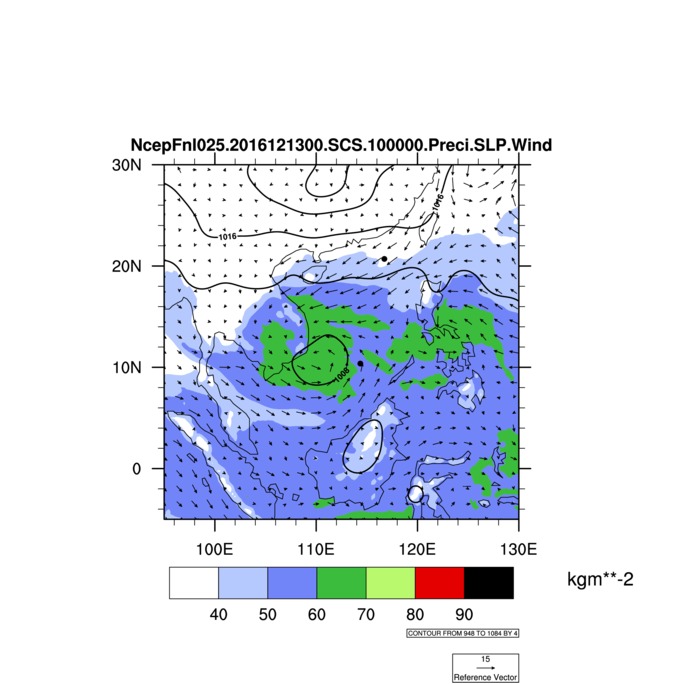 NcepFnl025.2016121300.SCS.100000.Preci.SLP.Wind
30N
1016
1016
20N
10N
1008
0
100E 110E 120E 130E
kgm**-2
40 50 60 70 80 90
CONTOUR FROM 948 TO 1084 BY 4
15
Reference Vector